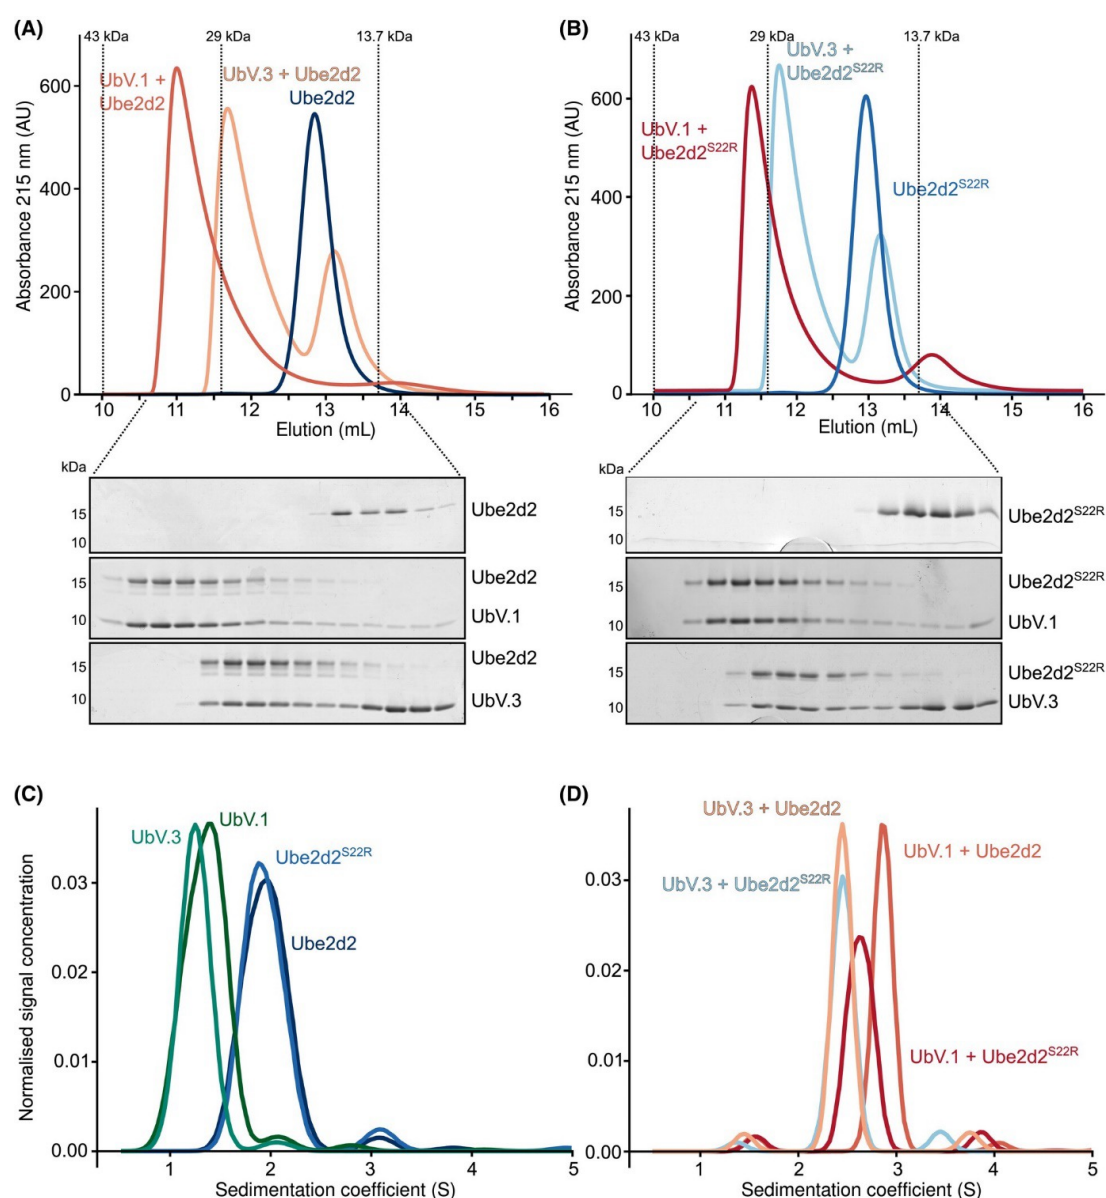 (A)
43 kDa
29 kDa
13.7 kDa
UbV.1 +
Ube2d2
UbV.3 + Ube2d2
Ube2d2
Absorbance 215 nm (AU)
600
400
200
0
10
11
12
13
14
15
16
Elution (mL)
kDa
15
10
Ube2d2
15
10
Ube2d2
UbV.1
15
10
Ube2d2
UbV.3
(B)
43 kDa
29 kDa
13.7 kDa
UbV.3 +
Ube2d2S22R
UbV.1 +
Ube2d2S22R
Ube2d2S22R
Absorbance 215 nm (AU)
600
400
200
0
10
11
12
13
14
15
16
Elution (mL)
kDa
15
10
Ube2d2S22R
15
10
Ube2d2S22R
UbV.1
15
10
Ube2d2S22R
UbV.3
(C)
UbV.3
UbV.1
Ube2d2S22R
Ube2d2
Normalised signal concentration
0.03
0.02
0.01
0.00
1
2
3
4
5
Sedimentation coefficient (S)
(D)
UbV.3 + Ube2d2
UbV.1 + Ube2d2
UbV.3 + Ube2d2S22R
UbV.1 + Ube2d2S22R
0.03
0.02
0.01
0.00
1
2
3
4
5
Sedimentation coefficient (S)